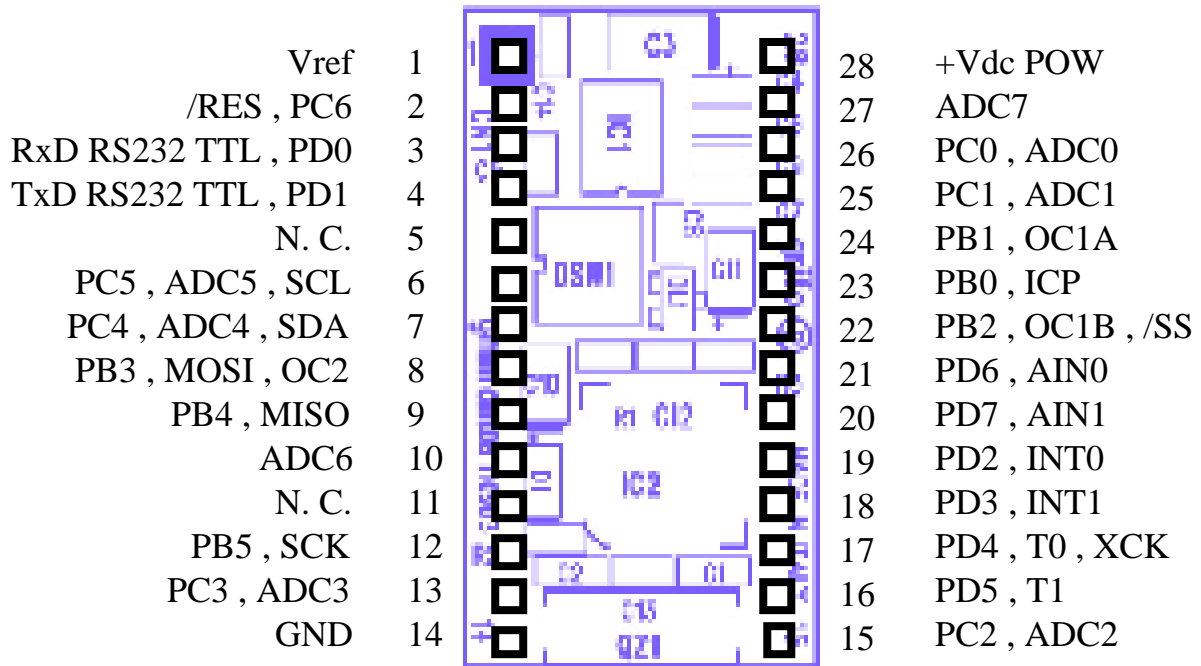 Vref 1 28 +Vdc POW
/RES , PC6 2 27 ADC7
RxD RS232 TTL , PD0 3 26 PC0 , ADC0
TxD RS232 TTL , PD1 4 25 PC1 , ADC1
N. C. 5 24 PB1 , OC1A
PC5 , ADC5 , SCL 6 23 PB0 , ICP
PC4 , ADC4 , SDA 7 22 PB2 , OC1B , /SS
PB3 , MOSI , OC2 8 21 PD6 , AIN0
PB4 , MISO 9 20 PD7 , AIN1
ADC6 10 19 PD2 , INT0
N. C. 11 18 PD3 , INT1
PB5 , SCK 12 17 PD4 , T0 , XCK
PC3 , ADC3 13 16 PD5 , T1
GND 14 15 PC2 , ADC2
C3
IC1
DSW1
IC2
C2
C15
QZ1